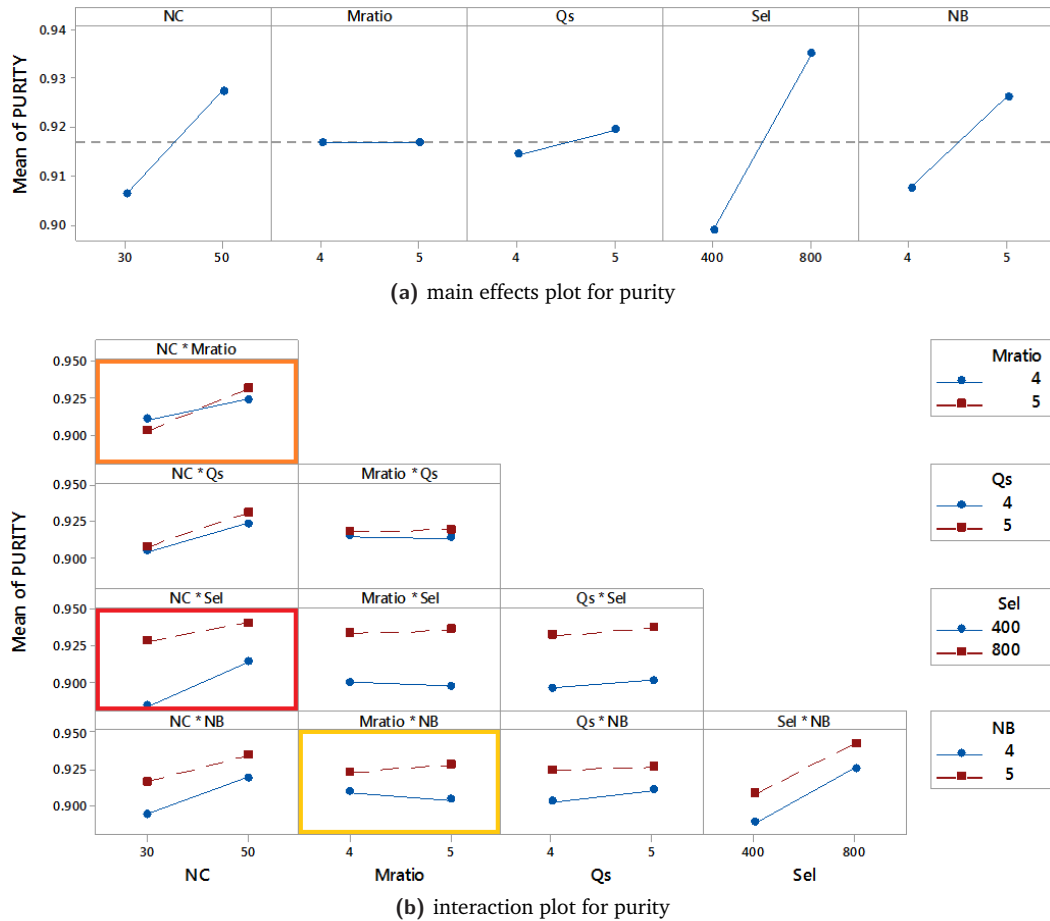 NC Mratio Qs Sel NB
0.94
0.93
0.92
0.91
0.90
Mean of PURITY
30 50 4 5 4 5 400 800 4 5
(a) main effects plot for purity
NC * Mratio
0.950
0.925
0.900
Mratio
4
5
NC * Qs Mratio * Qs
0.950
0.925
0.900
Qs
4
5
Mean of PURITY
NC * Sel Mratio * Sel Qs * Sel
0.950
0.925
0.900
Sel
400
800
NC * NB Mratio * NB Qs * NB Sel * NB
0.950
0.925
0.900
NB
4
5
30 50 4 5 4 5 400 800
NC Mratio Qs Sel
(b) interaction plot for purity